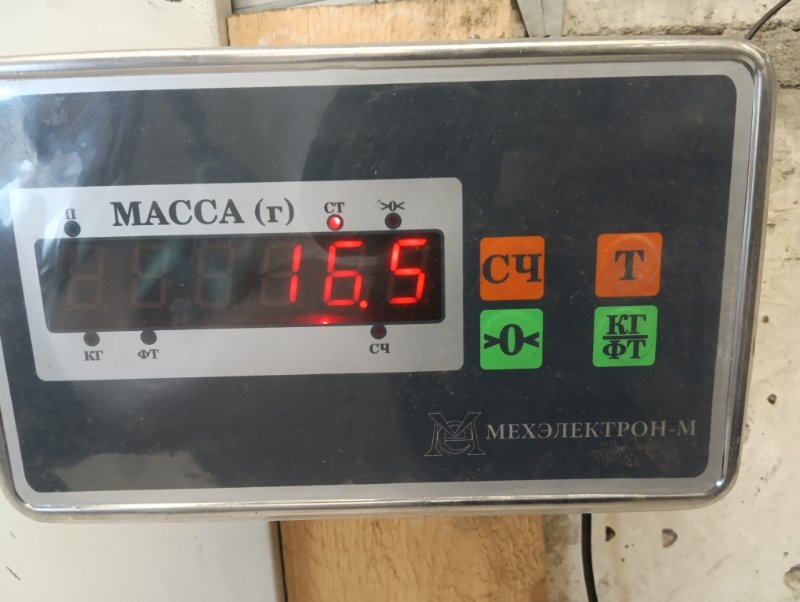 П МАССА (г) СТ >0<
16.5
КГ ФТ СЧ
СЧ Т
>0< КГ/ФТ
МЕХЭЛЕКТРОН-М